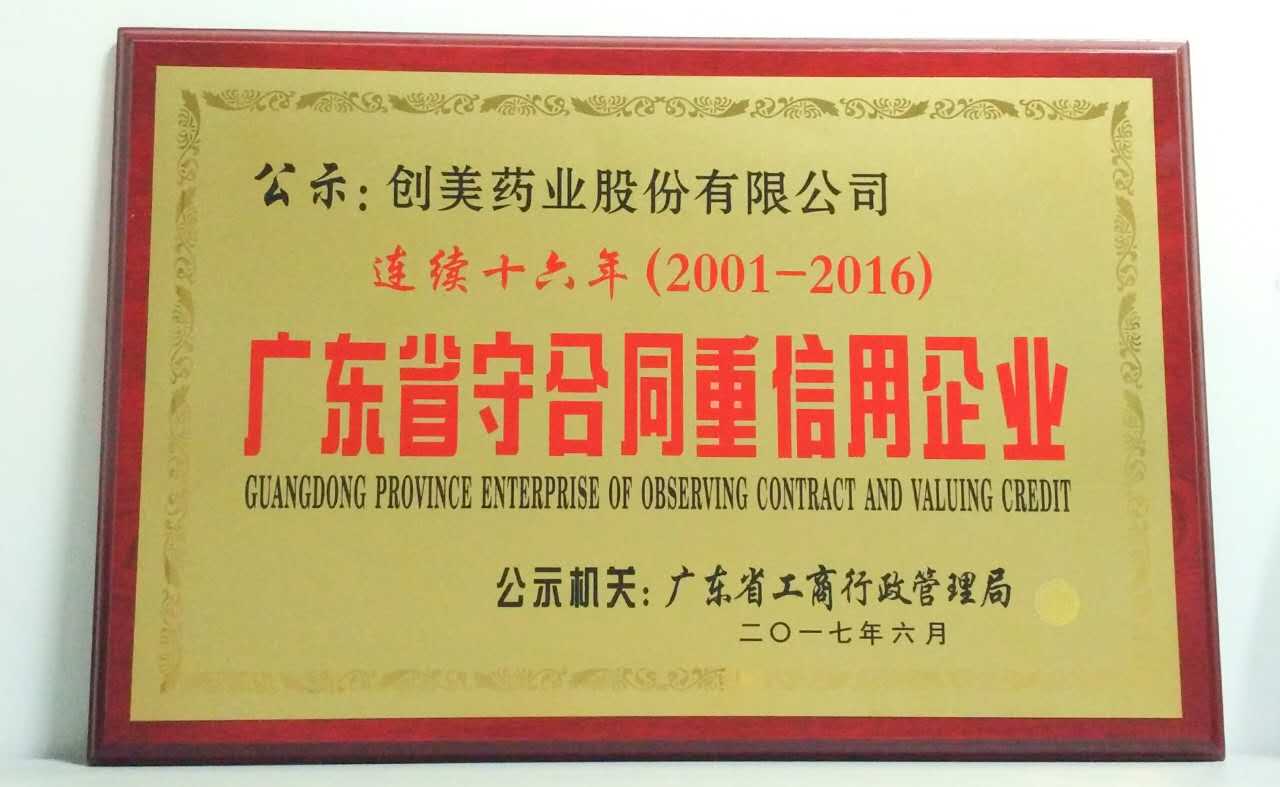 公示:创美药业股份有限公司
连续十六年(2001-2016)
广东省守合同重信用企业
GUANGDONG PROVINCE ENTERPRISE OF OBSERVING CONTRACT AND VALUING CREDIT
公示机关:广东省工商行政管理局
二〇一七年六月